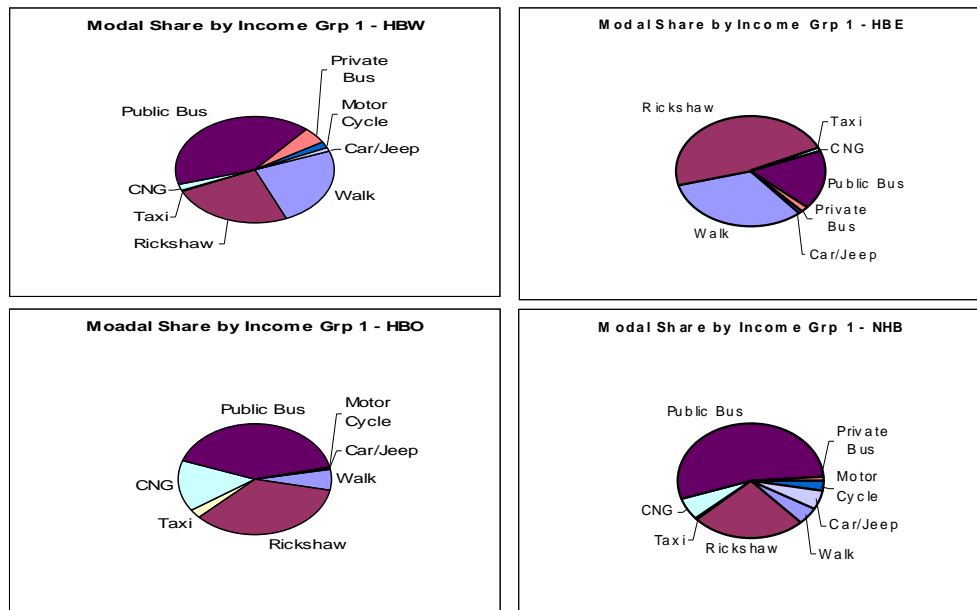 Modal Share by Income Grp 1 - HBW
Private
Bus
Public Bus
Motor
Cycle
Car/Jeep
CNG
Walk
Taxi
Rickshaw
Modal Share by Income Grp 1 - HBE
Rickshaw
Taxi
CNG
Public Bus
Private
Bus
Walk
Car/Jeep
Moadal Share by Income Grp 1 - HBO
Motor
Cycle
Public Bus
Car/Jeep
Walk
CNG
Taxi
Rickshaw
Modal Share by Income Grp 1 - NHB
Public Bus
Private
Bus
Motor
Cycle
CNG
Car/Jeep
Taxi
Rickshaw
Walk